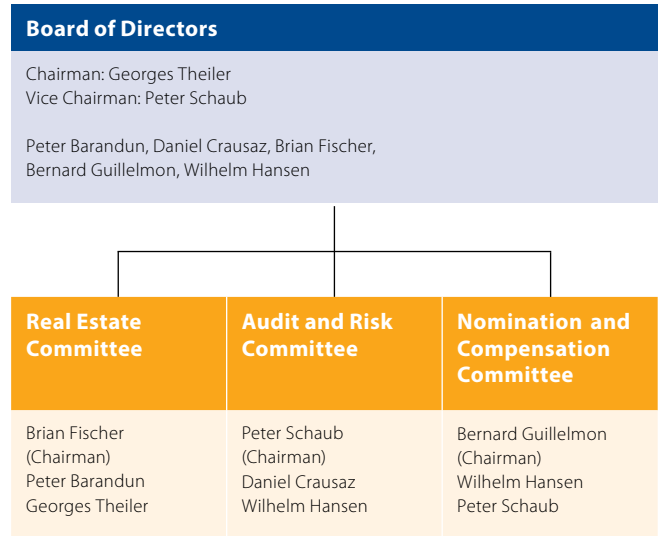 Board of Directors
Chairman: Georges Theiler
Vice Chairman: Peter Schaub
Peter Barandun, Daniel Crausaz, Brian Fischer,
Bernard Guillelmon, Wilhelm Hansen
Real Estate
Committee
Brian Fischer
(Chairman)
Peter Barandun
Georges Theiler
Audit and Risk
Committee
Peter Schaub
(Chairman)
Daniel Crausaz
Wilhelm Hansen
Nomination and
Compensation
Committee
Bernard Guillelmon
(Chairman)
Wilhelm Hansen
Peter Schaub